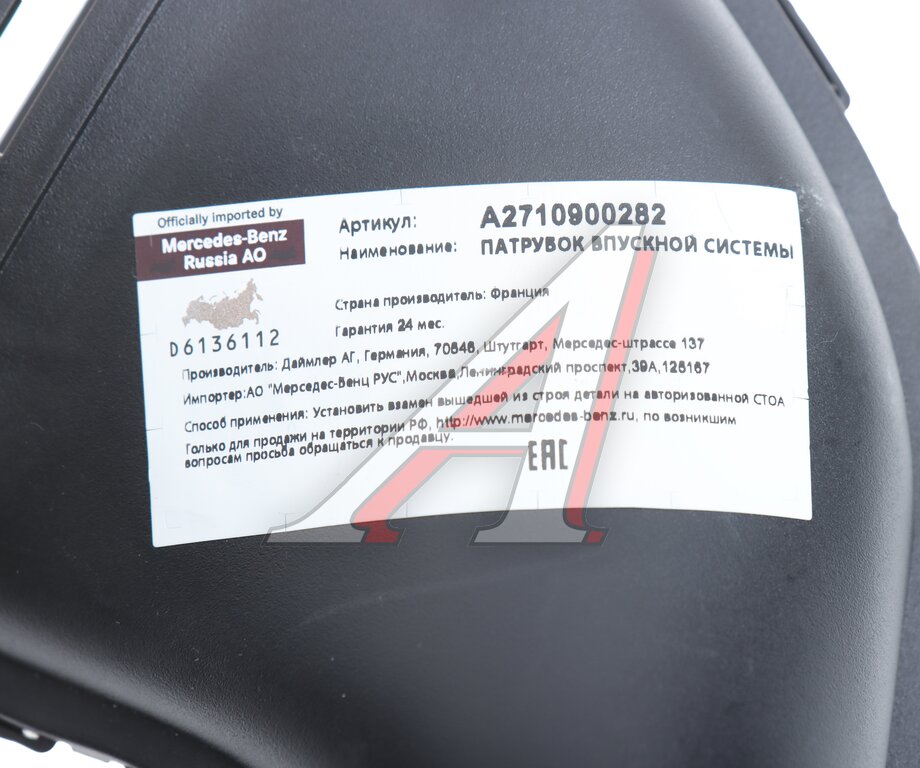 Officially imported by
Mercedes-Benz
Russia AO
D6136112
Артикул: A2710900282
Наименование: ПАТРУБОК ВПУСКНОЙ СИСТЕМЫ
Страна производитель: Франция
Гарантия 24 мес.
Производитель: Даймлер АГ, Германия, 70546, Штутгарт, Мерседес-штрассе 137
Импортер:АО "Мерседес-Бенц РУС",Москва,Ленинградский проспект,39А,125167
Способ применения: Установить взамен вышедшей из строя детали на авторизованной СТОА
Только для продажи на территории РФ, http://www.mercedes-benz.ru, по возникшим
вопросам просьба обращаться к продавцу.
EAC